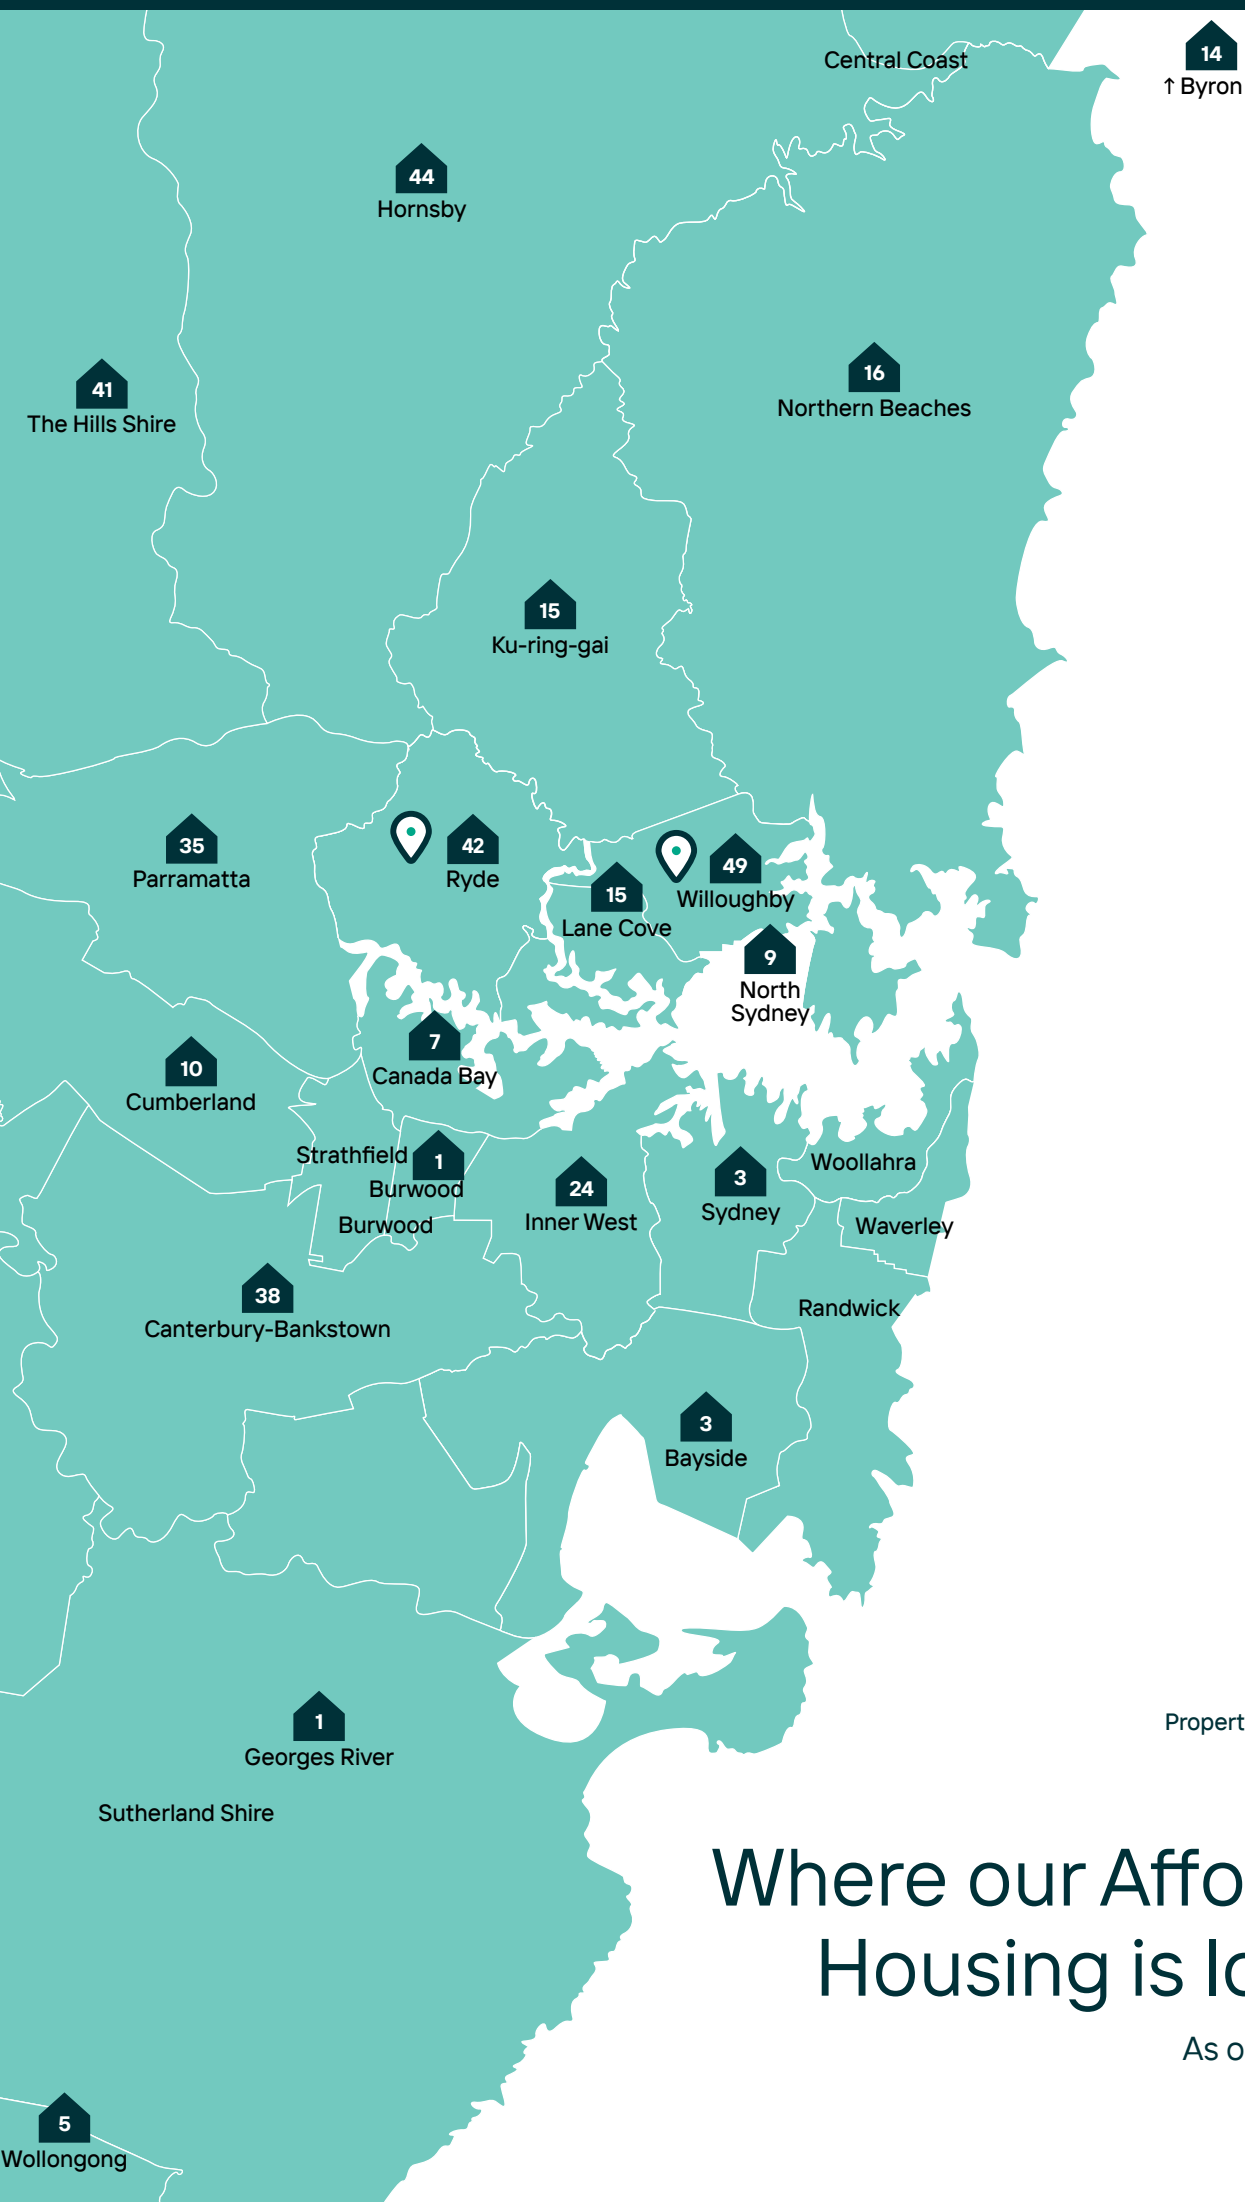 Central Coast
14
↑ Byron
44
Hornsby
41
The Hills Shire
16
Northern Beaches
15
Ku-ring-gai
35
Parramatta
42
Ryde
49
Willoughby
15
Lane Cove
9
North
Sydney
7
Canada Bay
10
Cumberland
Strathfield
1
Burwood
Burwood
24
Inner West
3
Sydney
Woollahra
Waverley
Randwick
38
Canterbury-Bankstown
3
Bayside
1
Georges River
Sutherland Shire
Propert
Where our Affo
Housing is lo
As o
5
Wollongong